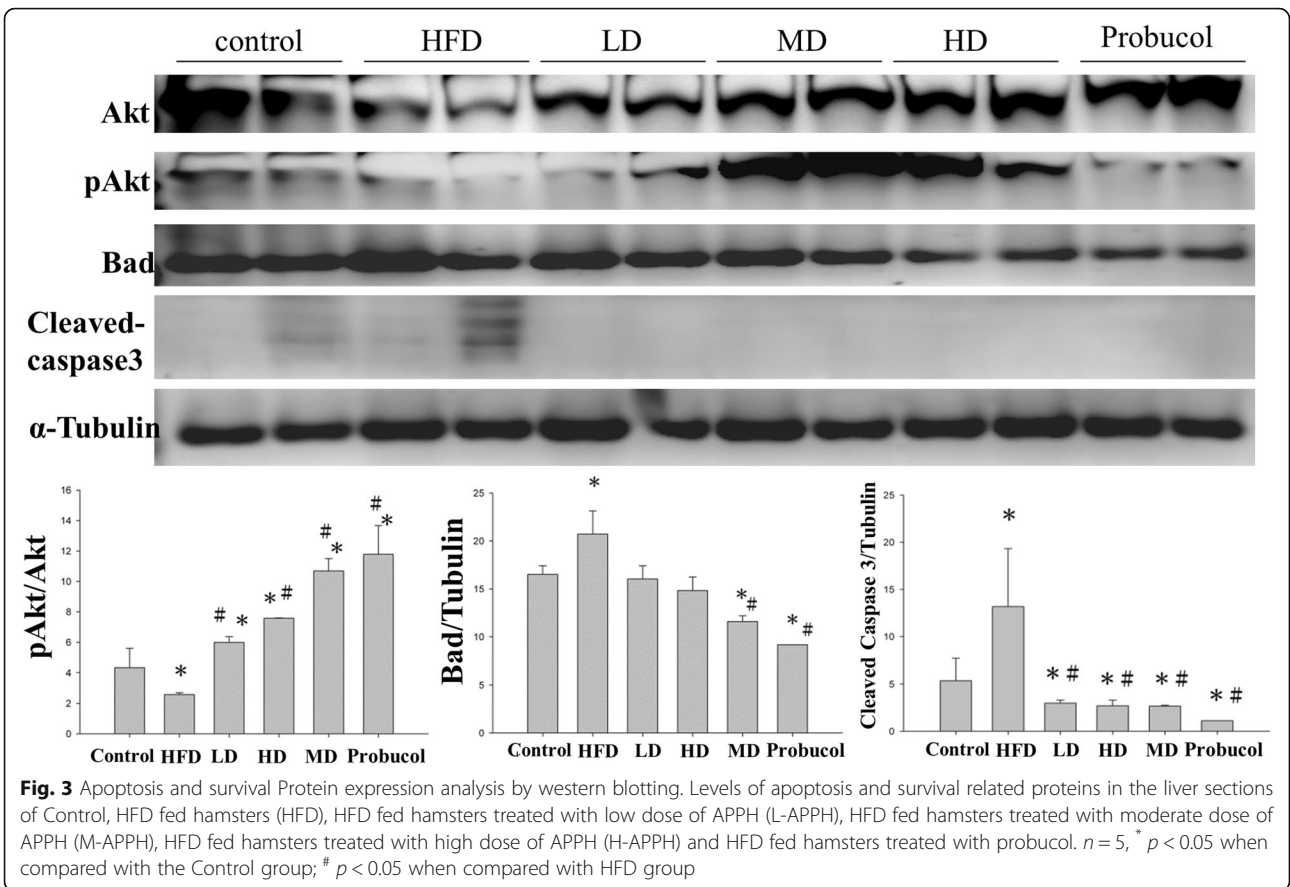 control HFD LD MD HD Probucol
Akt
pAkt
Bad
Cleaved-
caspase3
α-Tubulin
pAkt/Akt
16
14
12
10
8
6
4
2
0
*
# *
* #
# *
# *
Control HFD LD HD MD Probucol
Bad/Tubulin
25
20
15
10
5
0
*
*#
* #
Control HFD LD HD MD Probucol
Cleaved Caspase 3/Tubulin
25
20
15
10
5
0
*
* #
* #
* #
* #
Control HFD LD HD MD Probucol
Fig. 3 Apoptosis and survival Protein expression analysis by western blotting. Levels of apoptosis and survival related proteins in the liver sections
of Control, HFD fed hamsters (HFD), HFD fed hamsters treated with low dose of APPH (L-APPH), HFD fed hamsters treated with moderate dose of
APPH (M-APPH), HFD fed hamsters treated with high dose of APPH (H-APPH) and HFD fed hamsters treated with probucol. n = 5, * p < 0.05 when
compared with the Control group; # p < 0.05 when compared with HFD group